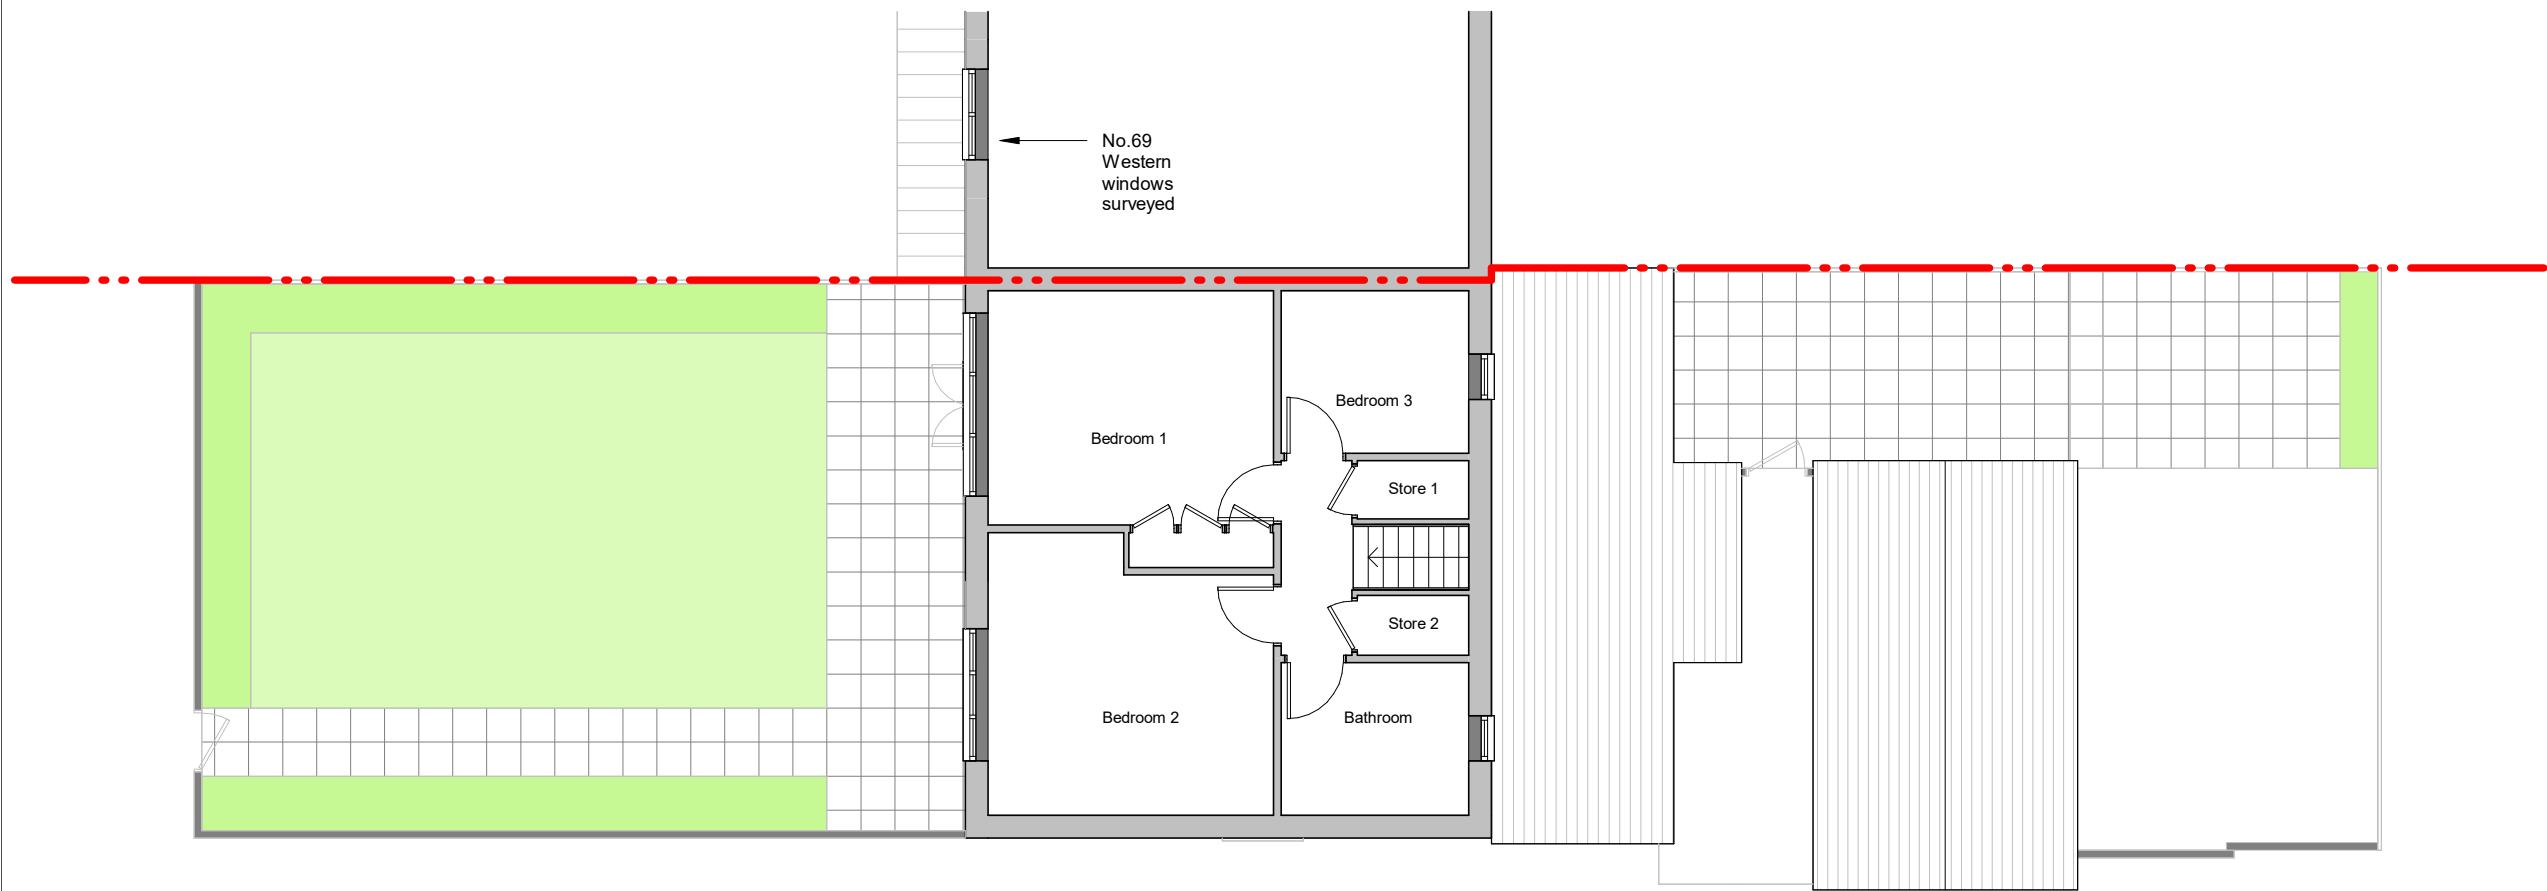 No.69
Western
windows
surveyed
Bedroom 3
Bedroom 1
Store 1
Store 2
Bedroom 2
Bathroom